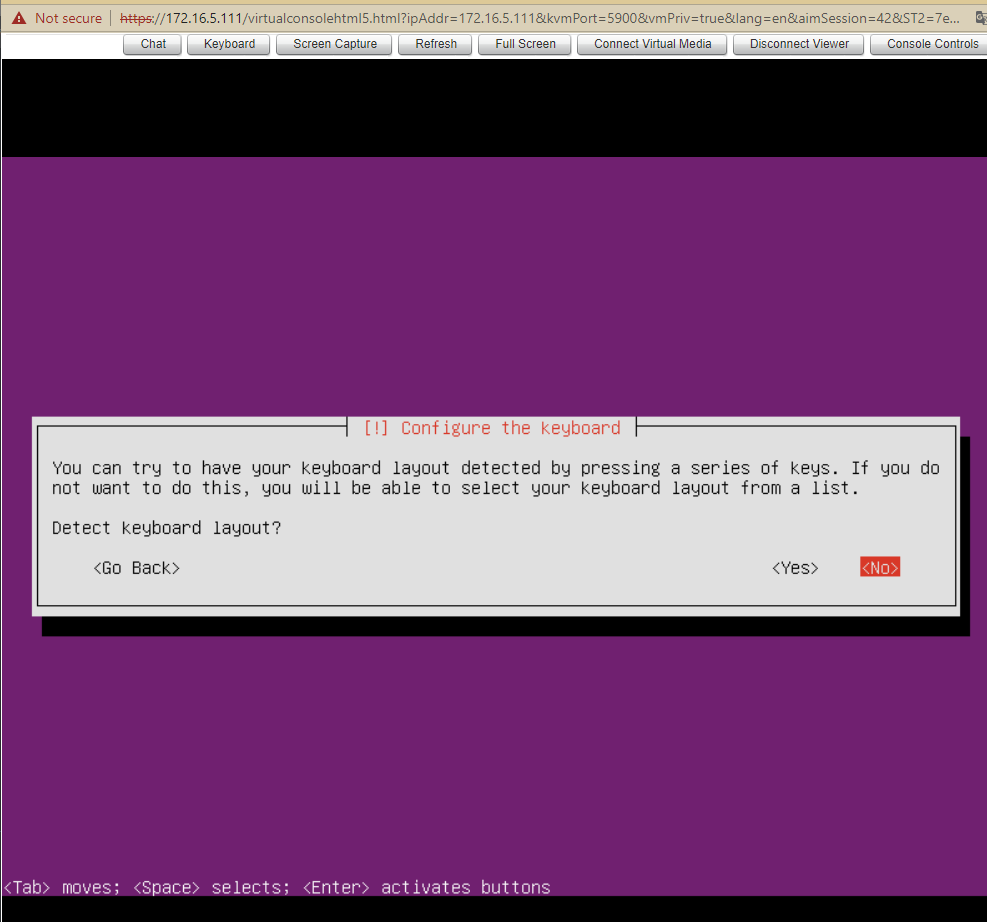 Not secure https://172.16.5.111/virtualconsolehtml5.html?ipAddr=172.16.5.111&kvmPort=5900&vmPriv=true&lang=en&aimSession=42&ST2=7e...
Chat Keyboard Screen Capture Refresh Full Screen Connect Virtual Media Disconnect Viewer Console Controls
[!] Configure the keyboard
You can try to have your keyboard layout detected by pressing a series of keys. If you do
not want to do this, you will be able to select your keyboard layout from a list.
Detect keyboard layout?
<Go Back> <Yes> <No>
<Tab> moves; <Space> selects; <Enter> activates buttons